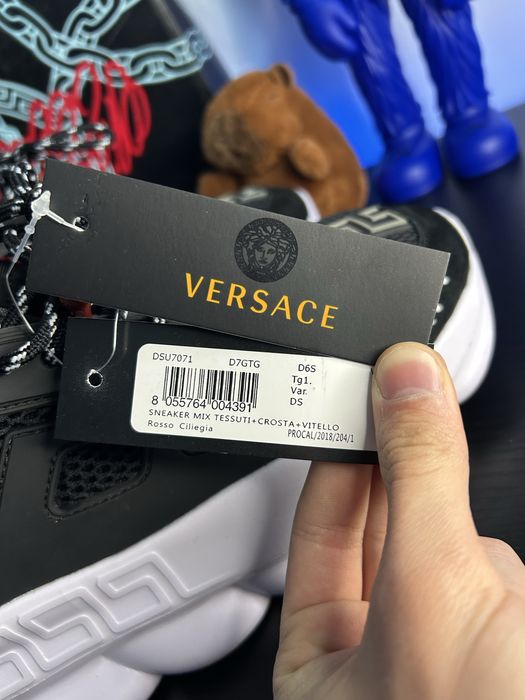 VERSACE
DSU7071 D7GTG D6S
Tg1.
Var.
DS
8 055764 004391
SNEAKER MIX TESSUTI+CROSTA+VITELLO
Rosso Ciliegia PROCAL/2018/204/1